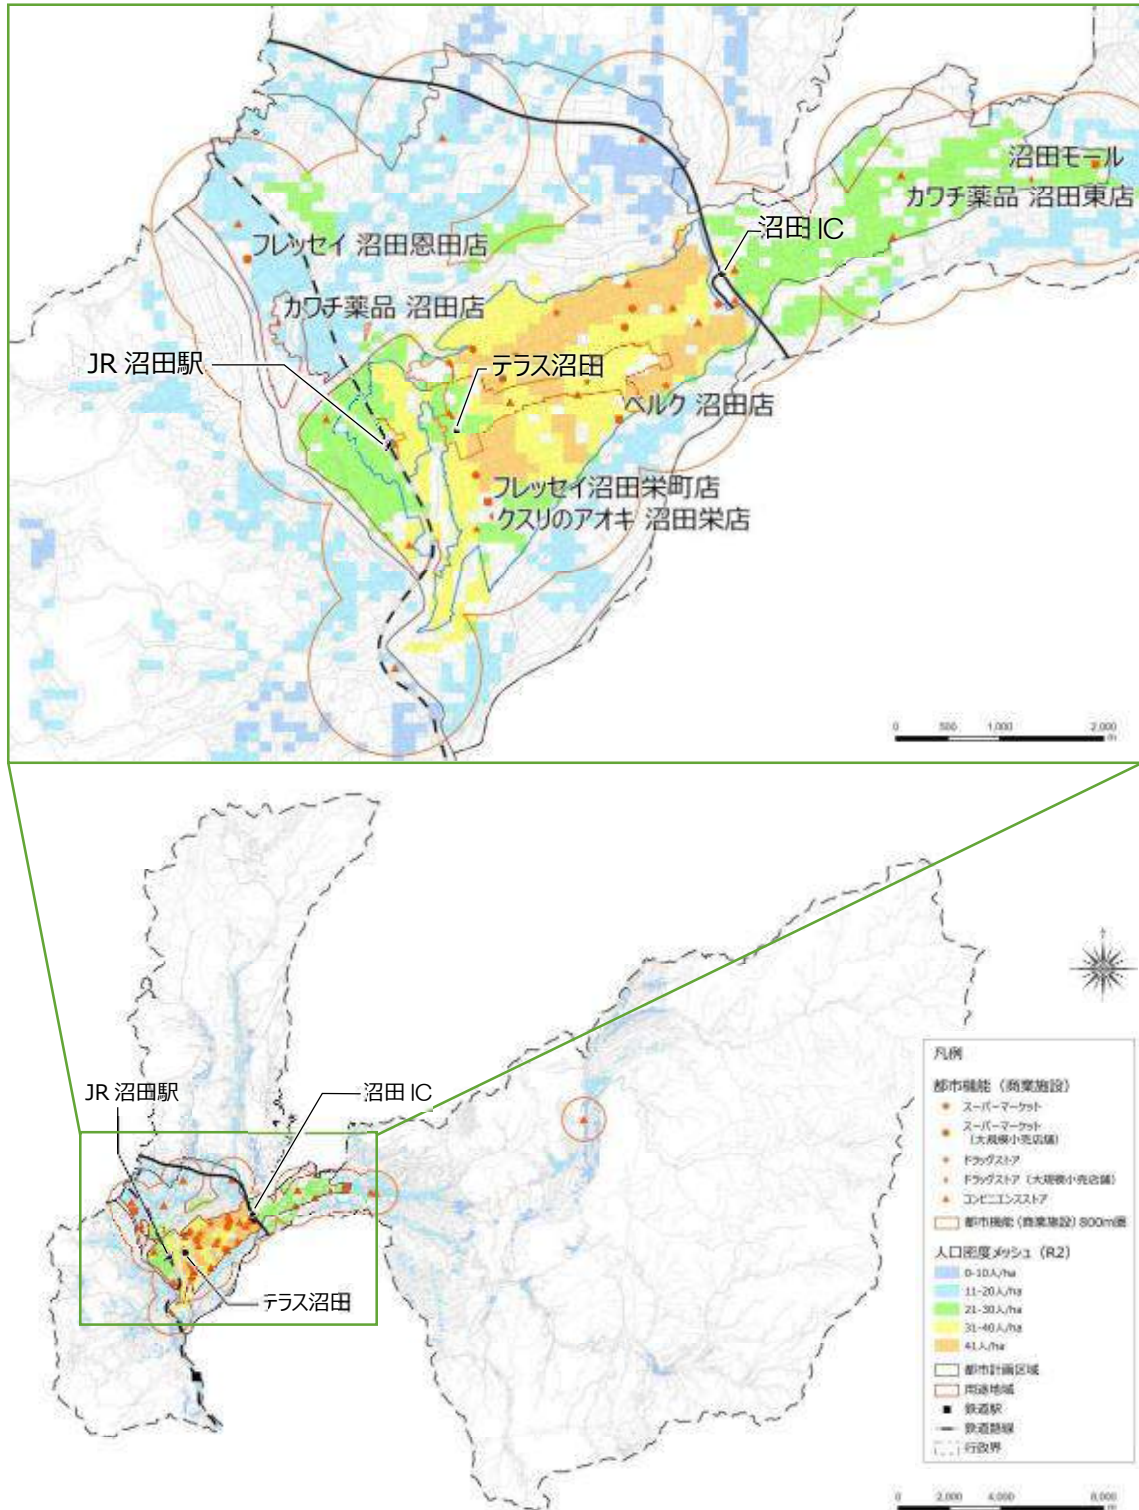 沼田モール
カワチ薬品 沼田東店
沼田 IC
フレッセイ 沼田恩田店
カワチ薬品 沼田店
JR 沼田駅
テラス沼田
ベルク 沼田店
フレッセイ沼田栄町店
クスリのアオキ 沼田栄店
0 500 1,000 2,000
m
JR 沼田駅
沼田 IC
テラス沼田
凡例
都市機能（商業施設）
スーパーマーケット
スーパーマーケット
（大規模小売店舗）
ドラッグストア
ドラッグストア（大規模小売店舗）
コンビニエンスストア
都市機能（商業施設）800m圏
人口密度メッシュ（R2）
0-10人/ha
11-20人/ha
21-30人/ha
31-40人/ha
41人/ha
都市計画区域
用途地域
鉄道駅
鉄道路線
行政界
0 2,000 4,000 8,000
m